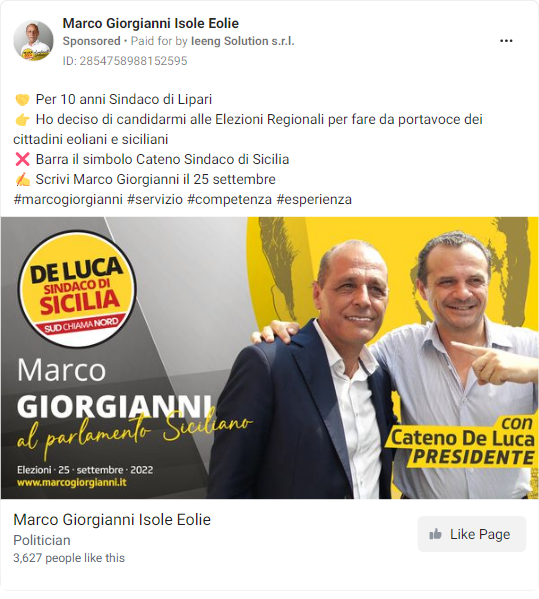 Marco Giorgianni Isole Eolie
Sponsored • Paid for by Ieeng Solution s.r.l.
ID: 2854758988152595
🤝 Per 10 anni Sindaco di Lipari
👉 Ho deciso di candidarmi alle Elezioni Regionali per fare da portavoce dei
cittadini eoliani e siciliani
❌ Barra il simbolo Cateno Sindaco di Sicilia
✍️ Scrivi Marco Giorgianni il 25 settembre
#marcogiorgianni #servizio #competenza #esperienza
DE LUCA
SINDACO DI
SICILIA
SUD CHIAMA NORD
Marco
GIORGIANNI
al parlamento Siciliano
Elezioni · 25 · settembre · 2022
www.marcogiorgianni.it
con
Cateno De Luca
PRESIDENTE
Marco Giorgianni Isole Eolie
Politician
3,627 people like this
Like Page